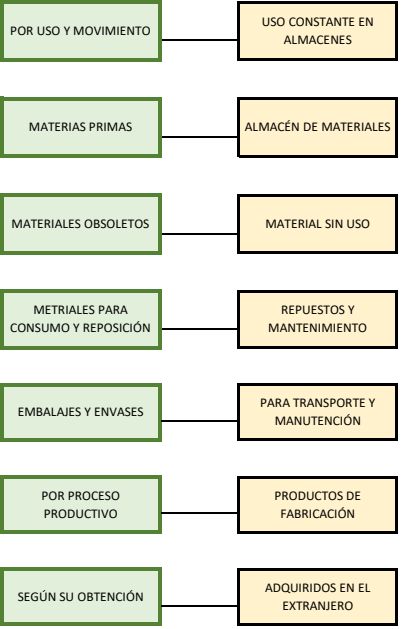 POR USO Y MOVIMIENTO
USO CONSTANTE EN
ALMACENES
MATERIAS PRIMAS
ALMACÉN DE MATERIALES
MATERIALES OBSOLETOS
MATERIAL SIN USO
METRIALES PARA
CONSUMO Y REPOSICIÓN
REPUESTOS Y
MANTENIMIENTO
EMBALAJES Y ENVASES
PARA TRANSPORTE Y
MANUTENCIÓN
POR PROCESO
PRODUCTIVO
PRODUCTOS DE
FABRICACIÓN
SEGÚN SU OBTENCIÓN
ADQUIRIDOS EN EL
EXTRANJERO